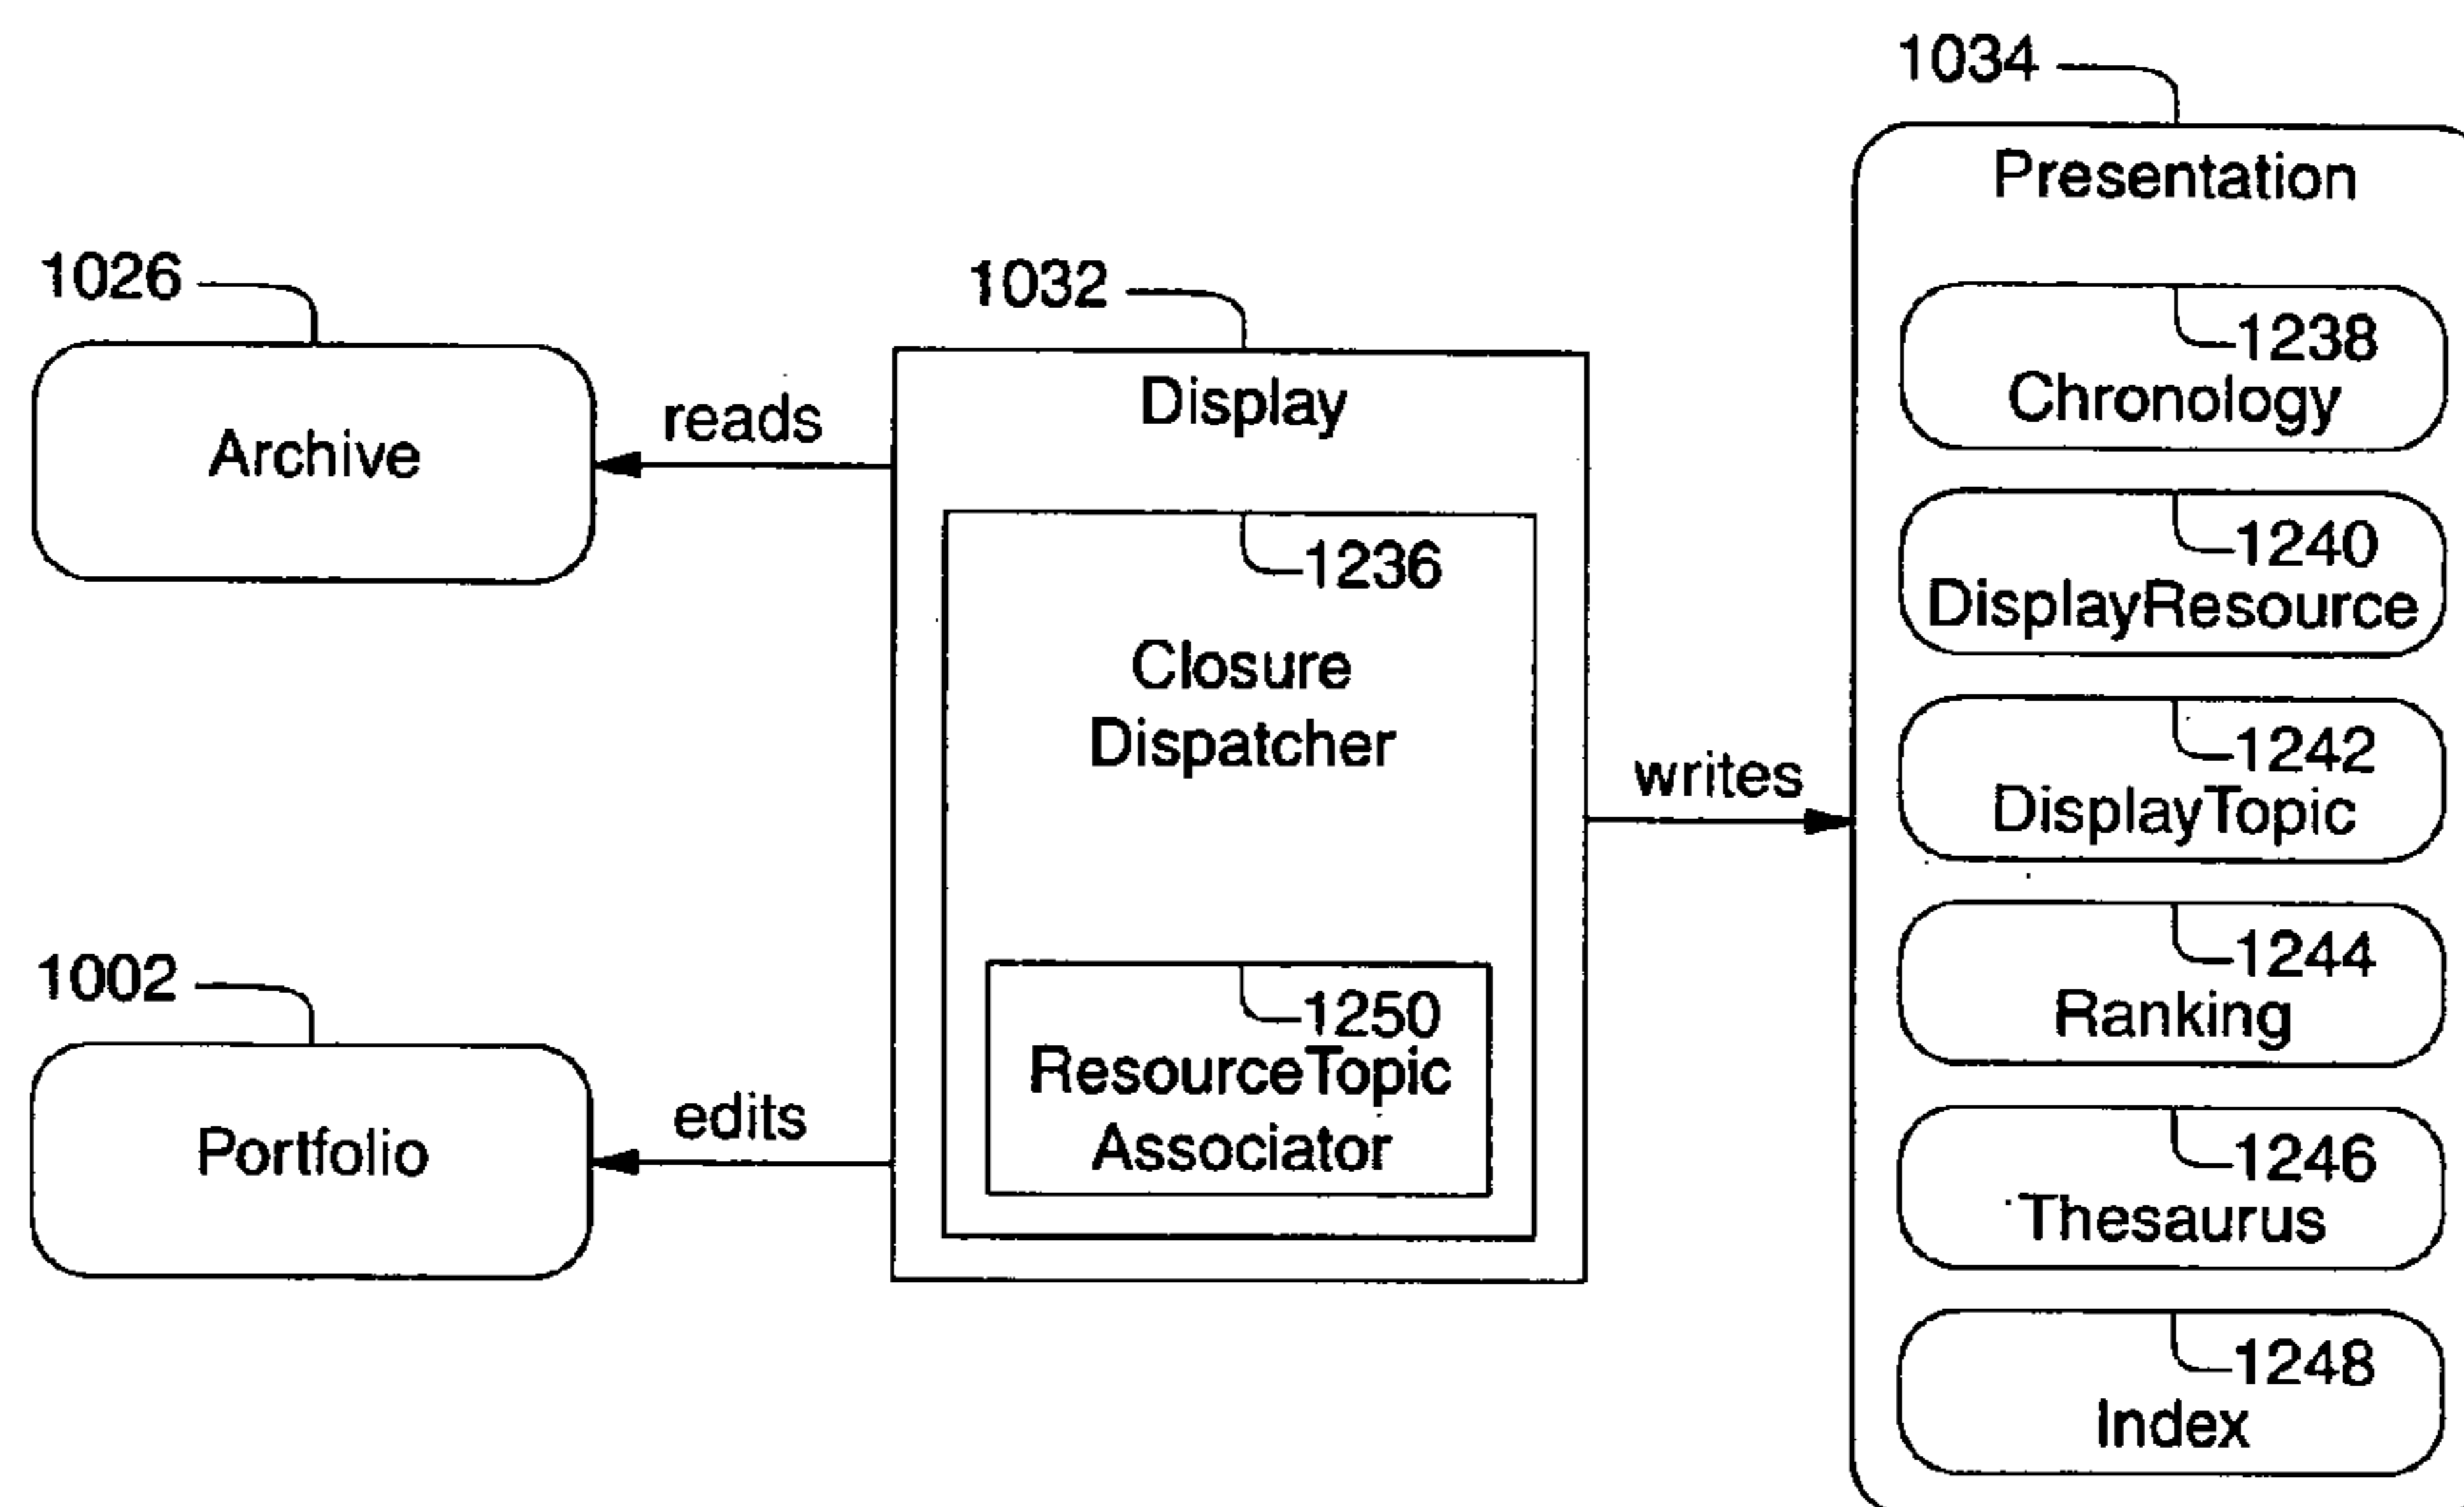 1034
Presentation
1026
1032
1238
Chronology
Display
reads
Archive
1240
DisplayResource
1236
Closure
Dispatcher
1242
DisplayTopic
writes
1244
Ranking
1002
1250
ResourceTopic
Associator
edits
Portfolio
1246
Thesaurus
1248
Index